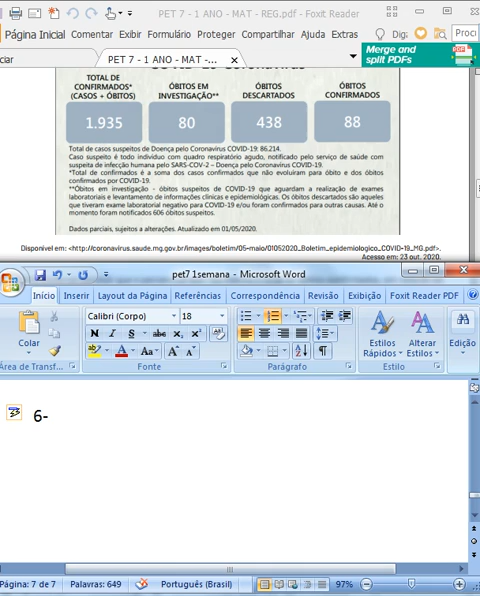 PET 7 - 1 ANO - MAT - REG.pdf - Foxit Reader
Página Inicial Comentar Exibir Formulário Proteger Compartilhar Ajuda Extras
ciar
PET 7 - 1 ANO - MAT -...
Merge and
split PDFs
TOTAL DE
CONFIRMADOS*
(CASOS + ÓBITOS)
1.935
ÓBITOS EM
INVESTIGAÇÃO**
80
ÓBITOS
DESCARTADOS
438
ÓBITOS
CONFIRMADOS
88
Total de casos suspeitos de Doença pelo Coronavírus COVID-19: 86.214.
Caso suspeito é todo indivíduo com quadro respiratório agudo, notificado pelo serviço de saúde com
suspeita de infecção humana pelo SARS-COV-2 – Doença pelo Coronavírus COVID-19.
*Total de confirmados é a soma dos casos confirmados que não evoluíram para óbito e dos óbitos
confirmados por COVID-19.
**Óbitos em investigação - óbitos suspeitos de COVID-19 que aguardam a realização de exames
laboratoriais e levantamento de informações clínicas e epidemiológicas. Os óbitos descartados são aqueles
que tiveram exame laboratorial negativo para COVID-19 e/ou foram confirmados para outras causas. Até o
momento foram notificados 606 óbitos suspeitos.
Dados parciais, sujeitos a alterações. Atualizado em 01/05/2020.
Disponível em: <http://coronavirus.saude.mg.gov.br/images/boletim/05-maio/01052020_Boletim_epidemiologico_COVID-19_MG.pdf>.
Acesso em: 23 out. 2020.
pet7 1semana - Microsoft Word
Início Inserir Layout da Página Referências Correspondência Revisão Exibição Foxit Reader PDF
Colar
Área de Transf...
Calibri (Corpo) 18
N I S abc x₂ x²
Aa
Fonte
Parágrafo
Estilos
Rápidos
Alterar
Estilos
Estilo
Edição
6-
Página: 7 de 7 Palavras: 649 Português (Brasil) 97%